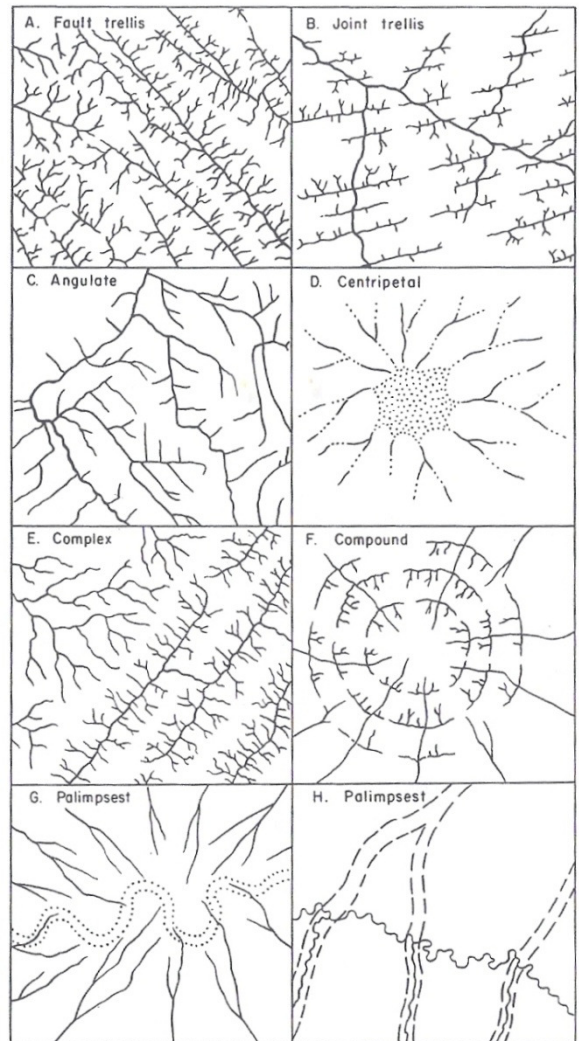 A. Fault trellis
B. Joint trellis
C. Angulate
D. Centripetal
E. Complex
F. Compound
G. Palimpsest
H. Palimpsest